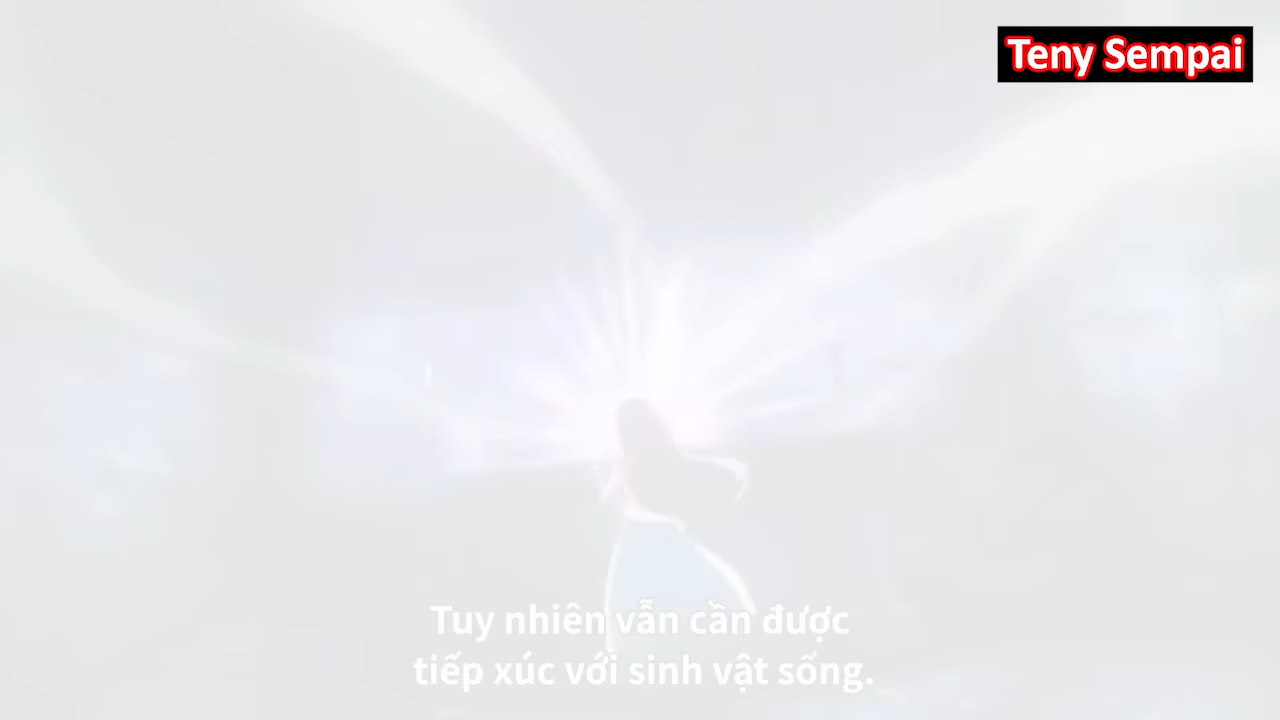 Teny Sempai
Tuy nhiên vẫn cần được
tiếp xúc với sinh vật sống.